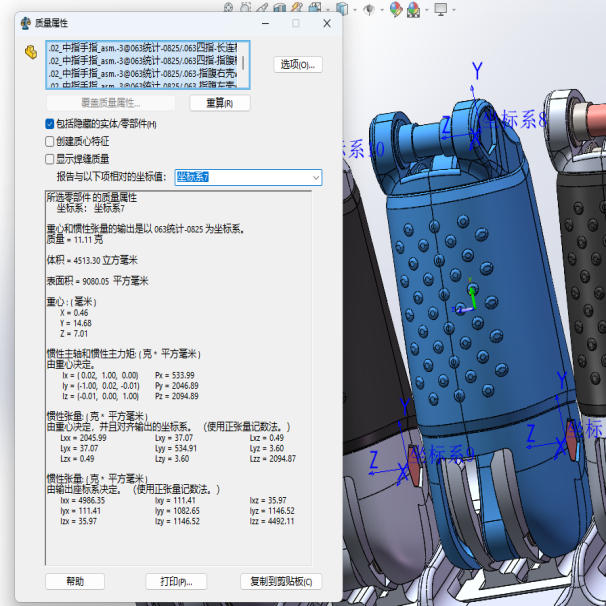 质量属性
.02_中指手指_asm.-3@063统计-0825/.063四指-长连杆
.02_中指手指_asm.-3@063统计-0825/.063四指-指腹
.02_中指手指_asm.-3@063统计-0825/.063四指-指腹右壳
.02_中指手指_asm.-3@063统计-0825/.063四指-指腹左壳
选项(O)...
覆盖质量属性...
重算(R)
包括隐藏的实体/零部件(H)
创建质心特征
显示焊缝质量
报告与以下项相对的坐标值:
坐标系7
所选零部件 的质量属性
坐标系: 坐标系7
重心和惯性张量的输出是以 063统计-0825 为坐标系。
质量 = 11.11 克
体积 = 4513.30 立方毫米
表面积 = 9080.05 平方毫米
重心 : ( 毫米 )
X = 0.46
Y = 14.68
Z = 7.01
惯性主轴和惯性主力矩: ( 克 * 平方毫米 )
由重心决定。
Ix = ( 0.02, 1.00, 0.00) Px = 533.99
Iy = (-1.00, 0.02, -0.01) Py = 2046.89
Iz = (-0.01, 0.00, 1.00) Pz = 2094.89
惯性张量: ( 克 * 平方毫米 )
由重心决定，并且对齐输出的坐标系。 (使用正张量记数法。)
Lxx = 2045.99 Lxy = 37.07 Lxz = 0.49
Lyx = 37.07 Lyy = 534.91 Lyz = 3.60
Lzx = 0.49 Lzy = 3.60 Lzz = 2094.87
惯性张量: ( 克 * 平方毫米 )
由输出座标系决定。 (使用正张量记数法。)
Ixx = 4986.35 Ixy = 111.41 Ixz = 35.97
Iyx = 111.41 Iyy = 1082.65 Iyz = 1146.52
Izx = 35.97 Izy = 1146.52 Izz = 4492.11
帮助
打印(P)...
复制到剪贴板(C)
Y
Z
X
坐标系8
系10
Y
Z
X
坐标系9
Y
Z
X
坐标